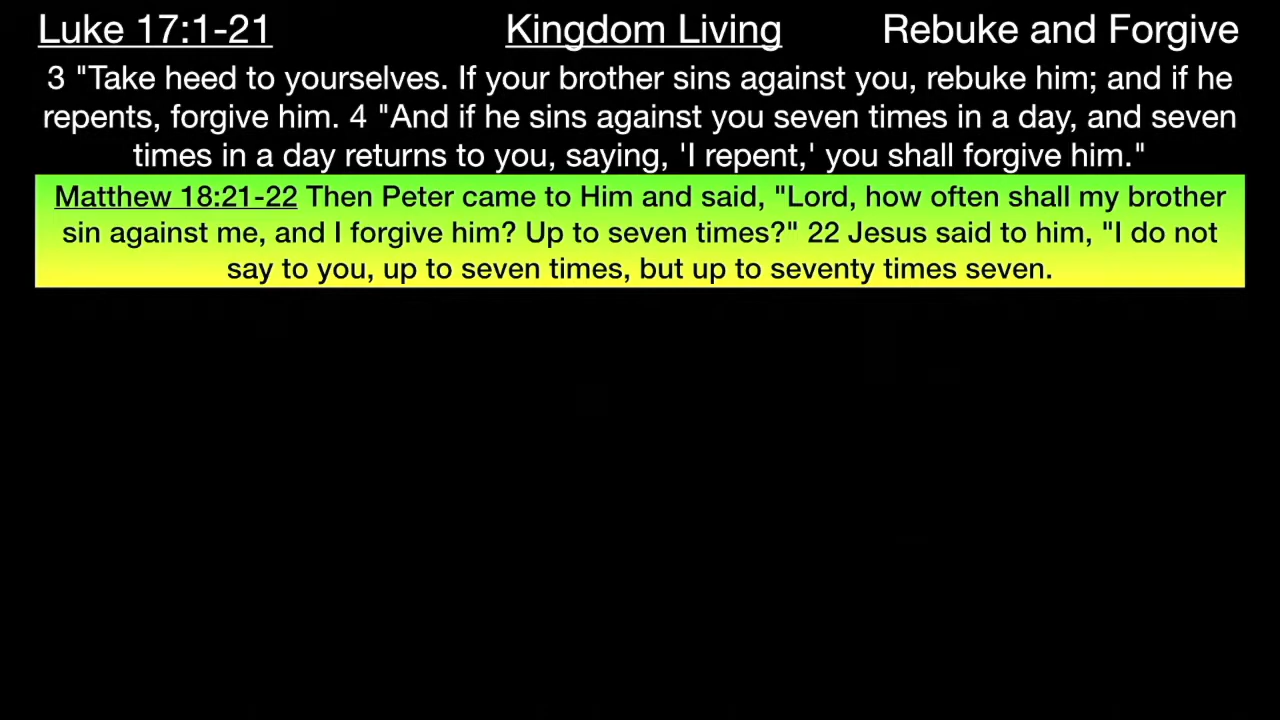 Luke 17:1-21 Kingdom Living Rebuke and Forgive
3 "Take heed to yourselves. If your brother sins against you, rebuke him; and if he
repents, forgive him. 4 "And if he sins against you seven times in a day, and seven
times in a day returns to you, saying, 'I repent,' you shall forgive him."
Matthew 18:21-22 Then Peter came to Him and said, "Lord, how often shall my brother
sin against me, and I forgive him? Up to seven times?" 22 Jesus said to him, "I do not
say to you, up to seven times, but up to seventy times seven.